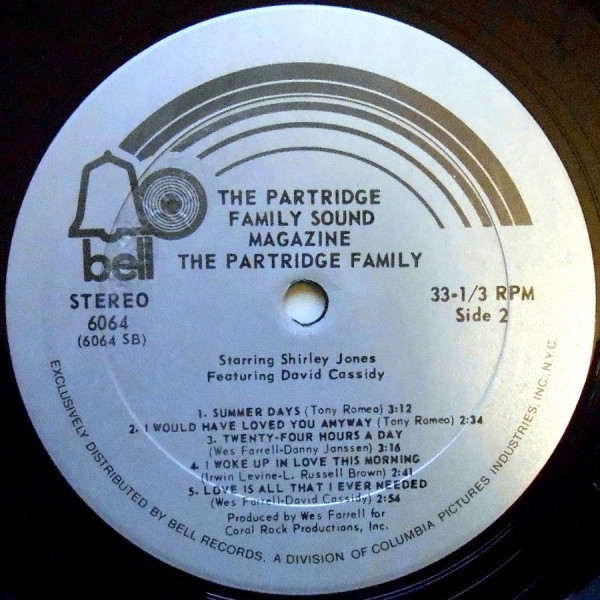 THE PARTRIDGE
FAMILY SOUND
MAGAZINE
THE PARTRIDGE FAMILY
bell
STEREO
6064
(6064 SB)
33-1/3 RPM
Side 2
Starring Shirley Jones
Featuring David Cassidy
1. SUMMER DAYS (Tony Romeo) 3:12
2. I WOULD HAVE LOVED YOU ANYWAY (Tony Romeo) 2:34
3. TWENTY-FOUR HOURS A DAY
(Wes Farrell-Danny Janssen) 3:16
4. I WOKE UP IN LOVE THIS MORNING
(Irwin Levine-L. Russell Brown) 2:41
5. LOVE IS ALL THAT I EVER NEEDED
(Wes Farrell-David Cassidy) 2:54
Produced by Wes Farrell for
Coral Rock Productions, Inc.
EXCLUSIVELY DISTRIBUTED BY BELL RECORDS, A DIVISION OF COLUMBIA PICTURES INDUSTRIES, INC. N.Y.C.